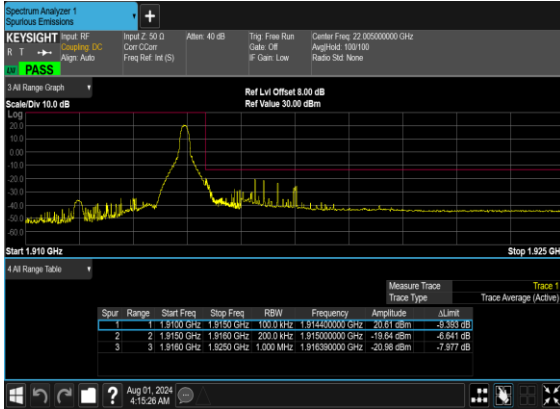 Spectrum Analyzer 1
Spurious Emissions
+
KEYSIGHT Input: RF Input Z: 50 Ω Atten: 40 dB Trig: Free Run Center Freq: 22.005000000 GHz
R T Coupling: DC Corr CCorr Gate: Off Avg|Hold: 100/100
Align: Auto Freq Ref: Int (S) IF Gain: Low Radio Std: None
PASS
3 All Range Graph
Ref Lvl Offset 8.00 dB
Scale/Div 10.0 dB Ref Value 30.00 dBm
Log
20.0
10.0
0.00
-10.0
-20.0
-30.0
-40.0
-50.0
-60.0
Start 1.910 GHz Stop 1.925 GH
4 All Range Table
Measure Trace Trace 1
Trace Type Trace Average (Active)
Spur Range Start Freq Stop Freq RBW Frequency Amplitude ΔLimit
1 1 1.9100 GHz 1.9150 GHz 100.0 kHz 1.914400000 GHz 20.61 dBm -9.393 dB
2 2 1.9150 GHz 1.9160 GHz 200.0 kHz 1.915000000 GHz -19.64 dBm -6.641 dB
3 3 1.9160 GHz 1.9250 GHz 1.000 MHz 1.916390000 GHz -20.98 dBm -7.977 dB
? Aug 01, 2024
4:15:26 AM